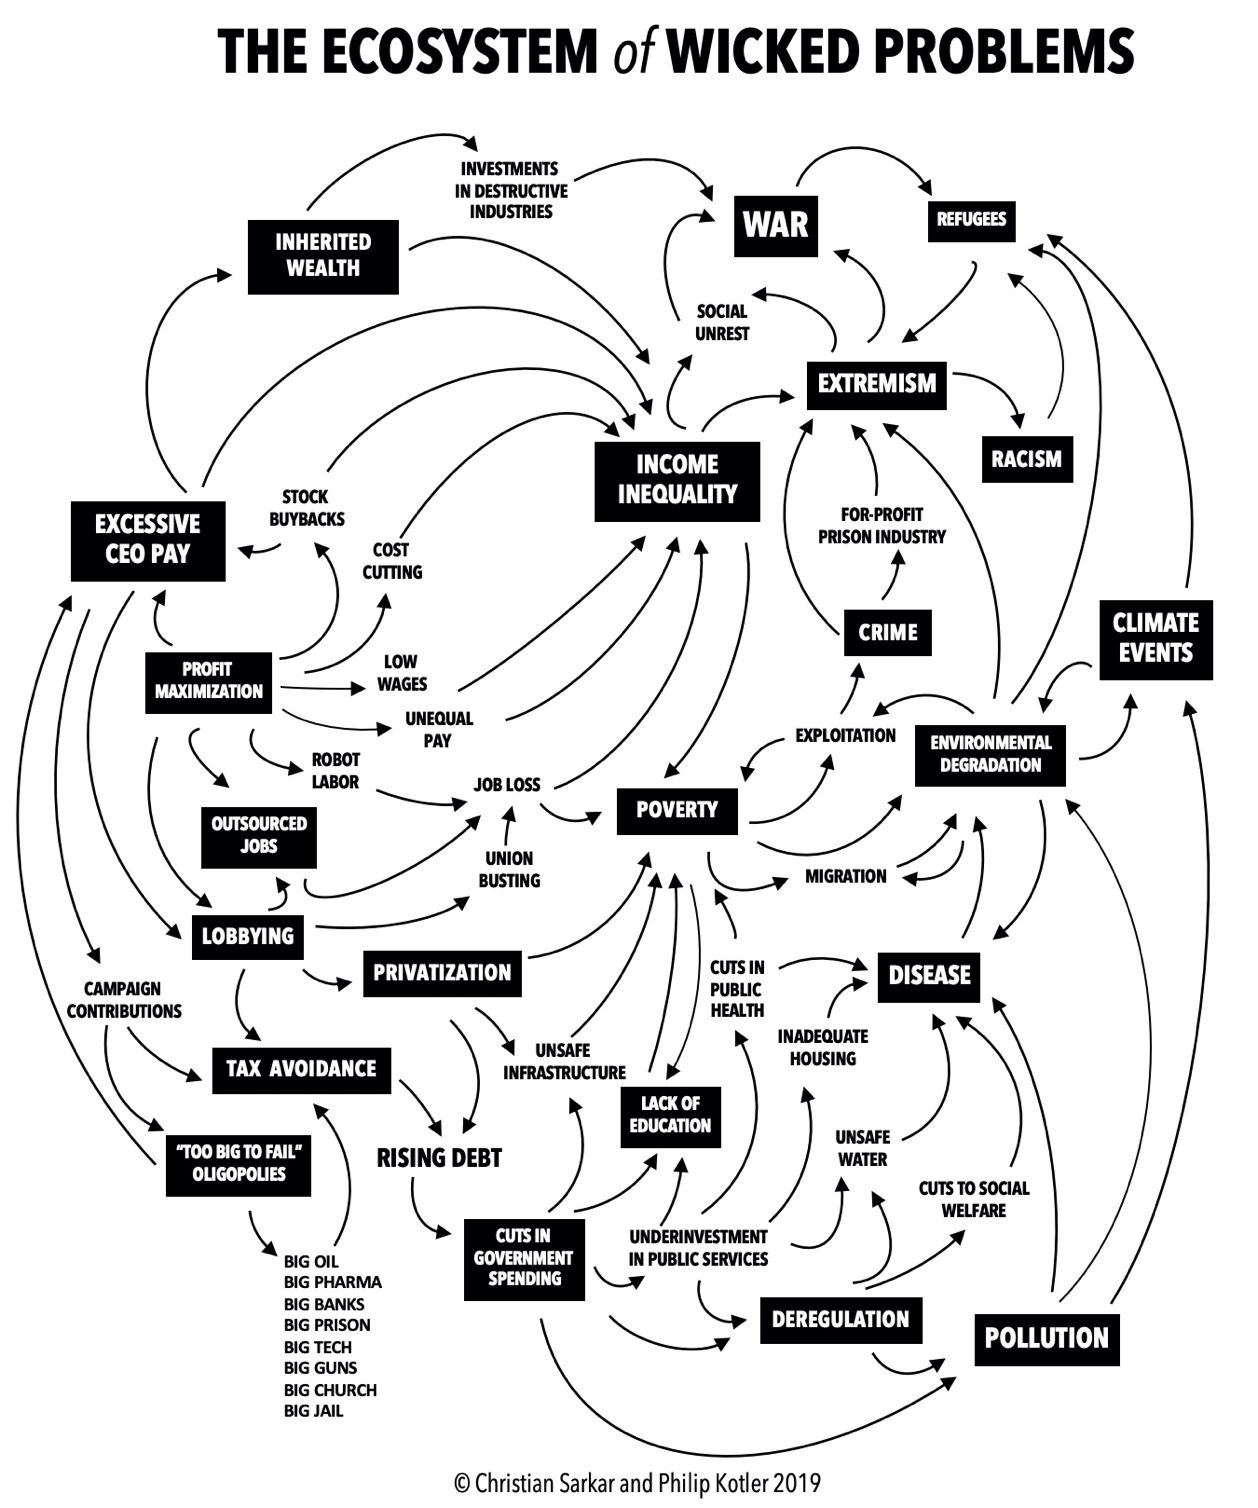 THE ECOSYSTEM of WICKED PROBLEMS
INVESTMENTS
IN DESTRUCTIVE
INDUSTRIES
WAR
REFUGEES
INHERITED
WEALTH
SOCIAL
UNREST
EXTREMISM
RACISM
INCOME
INEQUALITY
EXCESSIVE
CEO PAY
STOCK
BUYBACKS
COST
CUTTING
FOR-PROFIT
PRISON INDUSTRY
CRIME
CLIMATE
EVENTS
PROFIT
MAXIMIZATION
LOW
WAGES
UNEQUAL
PAY
EXPLOITATION
ENVIRONMENTAL
DEGRADATION
ROBOT
LABOR
JOB LOSS
POVERTY
OUTSOURCED
JOBS
UNION
BUSTING
MIGRATION
LOBBYING
PRIVATIZATION
CUTS IN
PUBLIC
HEALTH
DISEASE
CAMPAIGN
CONTRIBUTIONS
INADEQUATE
HOUSING
TAX AVOIDANCE
UNSAFE
INFRASTRUCTURE
LACK OF
EDUCATION
"TOO BIG TO FAIL"
OLIGOPOLIES
RISING DEBT
UNSAFE
WATER
CUTS TO SOCIAL
WELFARE
CUTS IN
GOVERNMENT
SPENDING
UNDERINVESTMENT
IN PUBLIC SERVICES
BIG OIL
BIG PHARMA
BIG BANKS
BIG PRISON
BIG TECH
BIG GUNS
BIG CHURCH
BIG JAIL
DEREGULATION
POLLUTION
© Christian Sarkar and Philip Kotler 2019